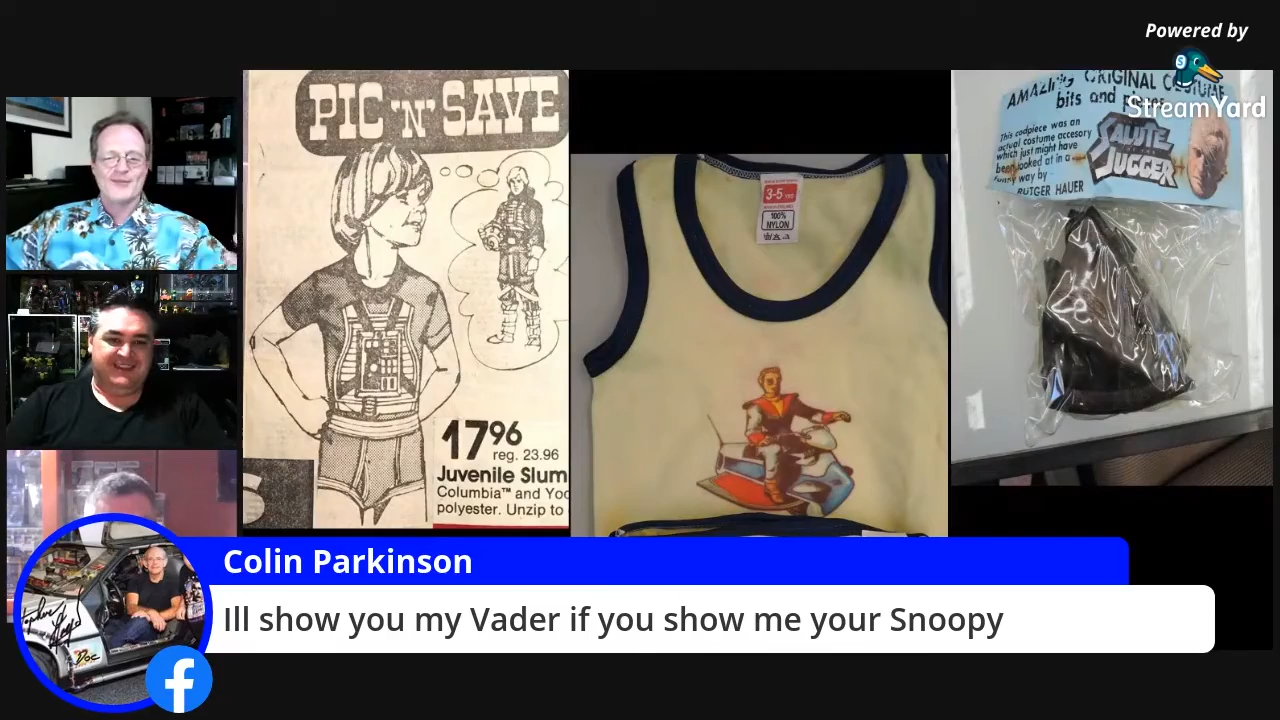 Powered by
StreamYard
PIC 'N' SAVE
17 96
reg. 23.96
Juvenile Slum
Columbia™ and Yoc
polyester. Unzip to
3-5 YRS
100%
NYLON
AMAZING ORIGINAL COSTUME
bits and
This codpiece was an
actual costume accesory
which just might have
been looked at in a
funny way by
RUTGER HAUER
SALUTE
JUGGER
Colin Parkinson
Ill show you my Vader if you show me your Snoopy
Doc